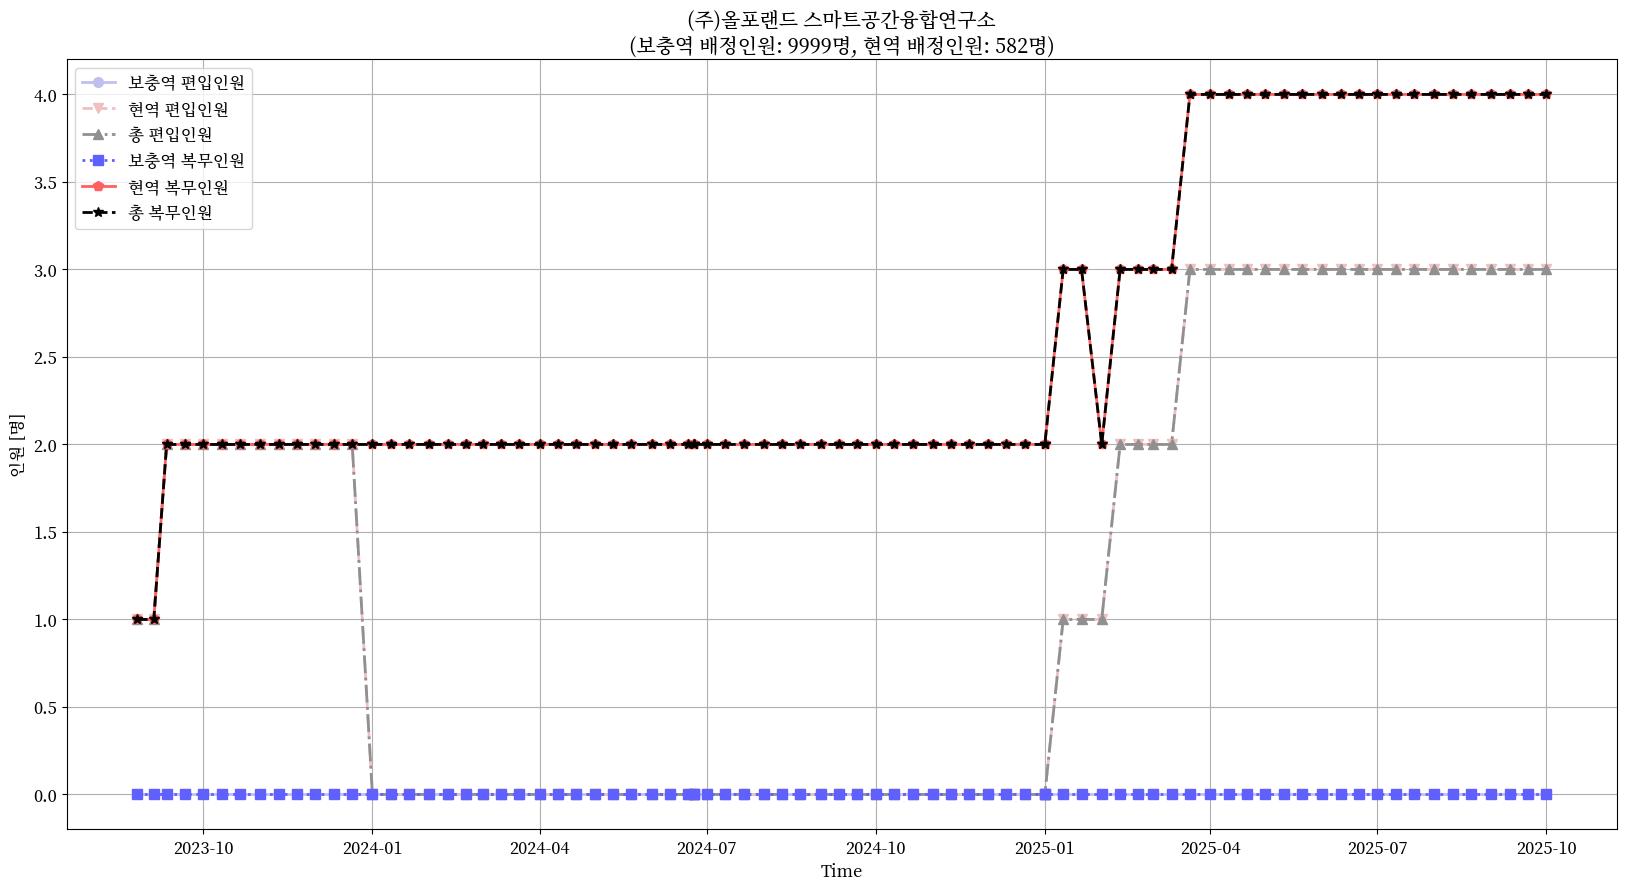 (주)올포랜드 스마트공간융합연구소
(보충역 배정인원: 9999명, 현역 배정인원: 582명)
보충역 편입인원
현역 편입인원
총 편입인원
보충역 복무인원
현역 복무인원
총 복무인원
4.0
3.5
3.0
2.5
2.0
1.5
1.0
0.5
0.0
인원 [명]
2023-10
2024-01
2024-04
2024-07
2024-10
2025-01
2025-04
2025-07
2025-10
Time